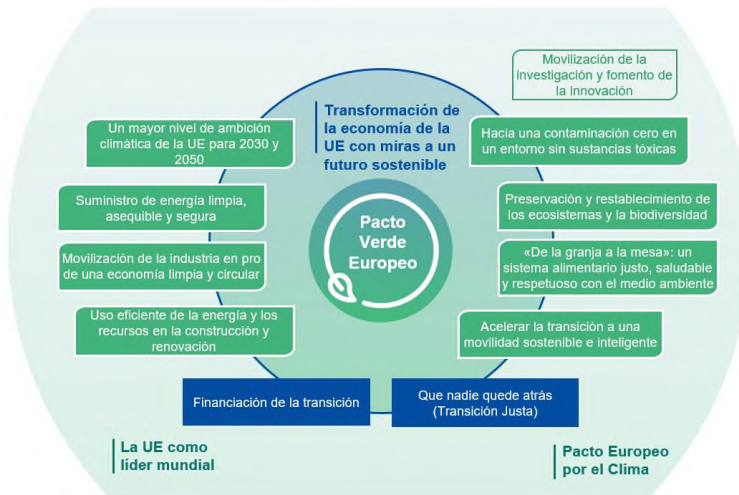 Movilización de la
investigación y fomento de
la innovación
Transformación de
la economía de la
UE con miras a un
futuro sostenible
Un mayor nivel de ambición
climática de la UE para 2030 y
2050
Hacia una contaminación cero en
un entorno sin sustancias tóxicas
Suministro de energía limpia,
asequible y segura
Preservación y restablecimiento de
los ecosistemas y la biodiversidad
Pacto
Verde
Europeo
Movilización de la industria en pro
de una economía limpia y circular
«De la granja a la mesa»: un
sistema alimentario justo, saludable
y respetuoso con el medio ambiente
Uso eficiente de la energía y los
recursos en la construcción y
renovación
Acelerar la transición a una
movilidad sostenible e inteligente
Financiación de la transición
Que nadie quede atrás
(Transición Justa)
La UE como
líder mundial
Pacto Europeo
por el Clima